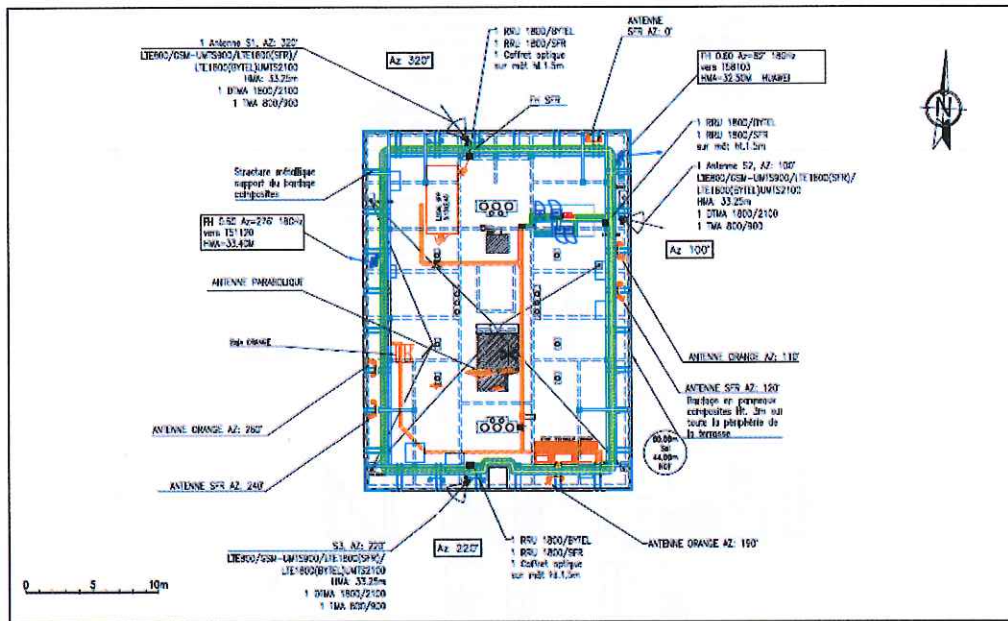 1 Antenne S1, AZ: 320°
LTE800/GSM-UMTS900/LTE1800(SFR)/
LTE1800(BYTEL)UMTS2100
HMA: 33.25m
1 DTMA 1800/2100
1 TMA 800/900
Az 320°
1 RRU 1800/BYTEL
1 RRU 1800/SFR
1 Coffret optique
sur mât ht.1.5m
ANTENNE
SFR AZ: 0°
FH 0.60 Az=82° 18GHz
vers 158103
HMA=32.50M HUAWEI
N
FH SFR
1 RRU 1800/BYTEL
1 RRU 1800/SFR
sur mât ht.1.5m
Structure métallique
support du bardage
composites
1 Antenne S2, AZ: 100°
LTE800/GSM-UMTS900/LTE1800(SFR)/
LTE1800(BYTEL)UMTS2100
HMA: 33.25m
1 DTMA 1800/2100
1 TMA 800/900
FH 0.60 Az=276° 18GHz
vers 151120
HMA=33.40M
Az 100°
ANTENNE PARABOLIQUE
ORANGE
ANTENNE ORANGE AZ: 110°
ANTENNE SFR AZ: 120°
Bardage en panneaux
composites Ht. 3m sur
toute la périphérie de
la terrasse
ANTENNE ORANGE AZ: 260°
00.00m
Sol
44.00m
NGF
ANTENNE SFR AZ: 240°
S3, AZ: 220°
LTE800/GSM-UMTS900/LTE1800(SFR)/
LTE1800(BYTEL)UMTS2100
HMA: 33.25m
1 DTMA 1800/2100
1 TMA 800/900
Az 220°
1 RRU 1800/BYTEL
1 RRU 1800/SFR
1 Coffret optique
sur mât ht.1.5m
ANTENNE ORANGE AZ: 190°
0 5 10m